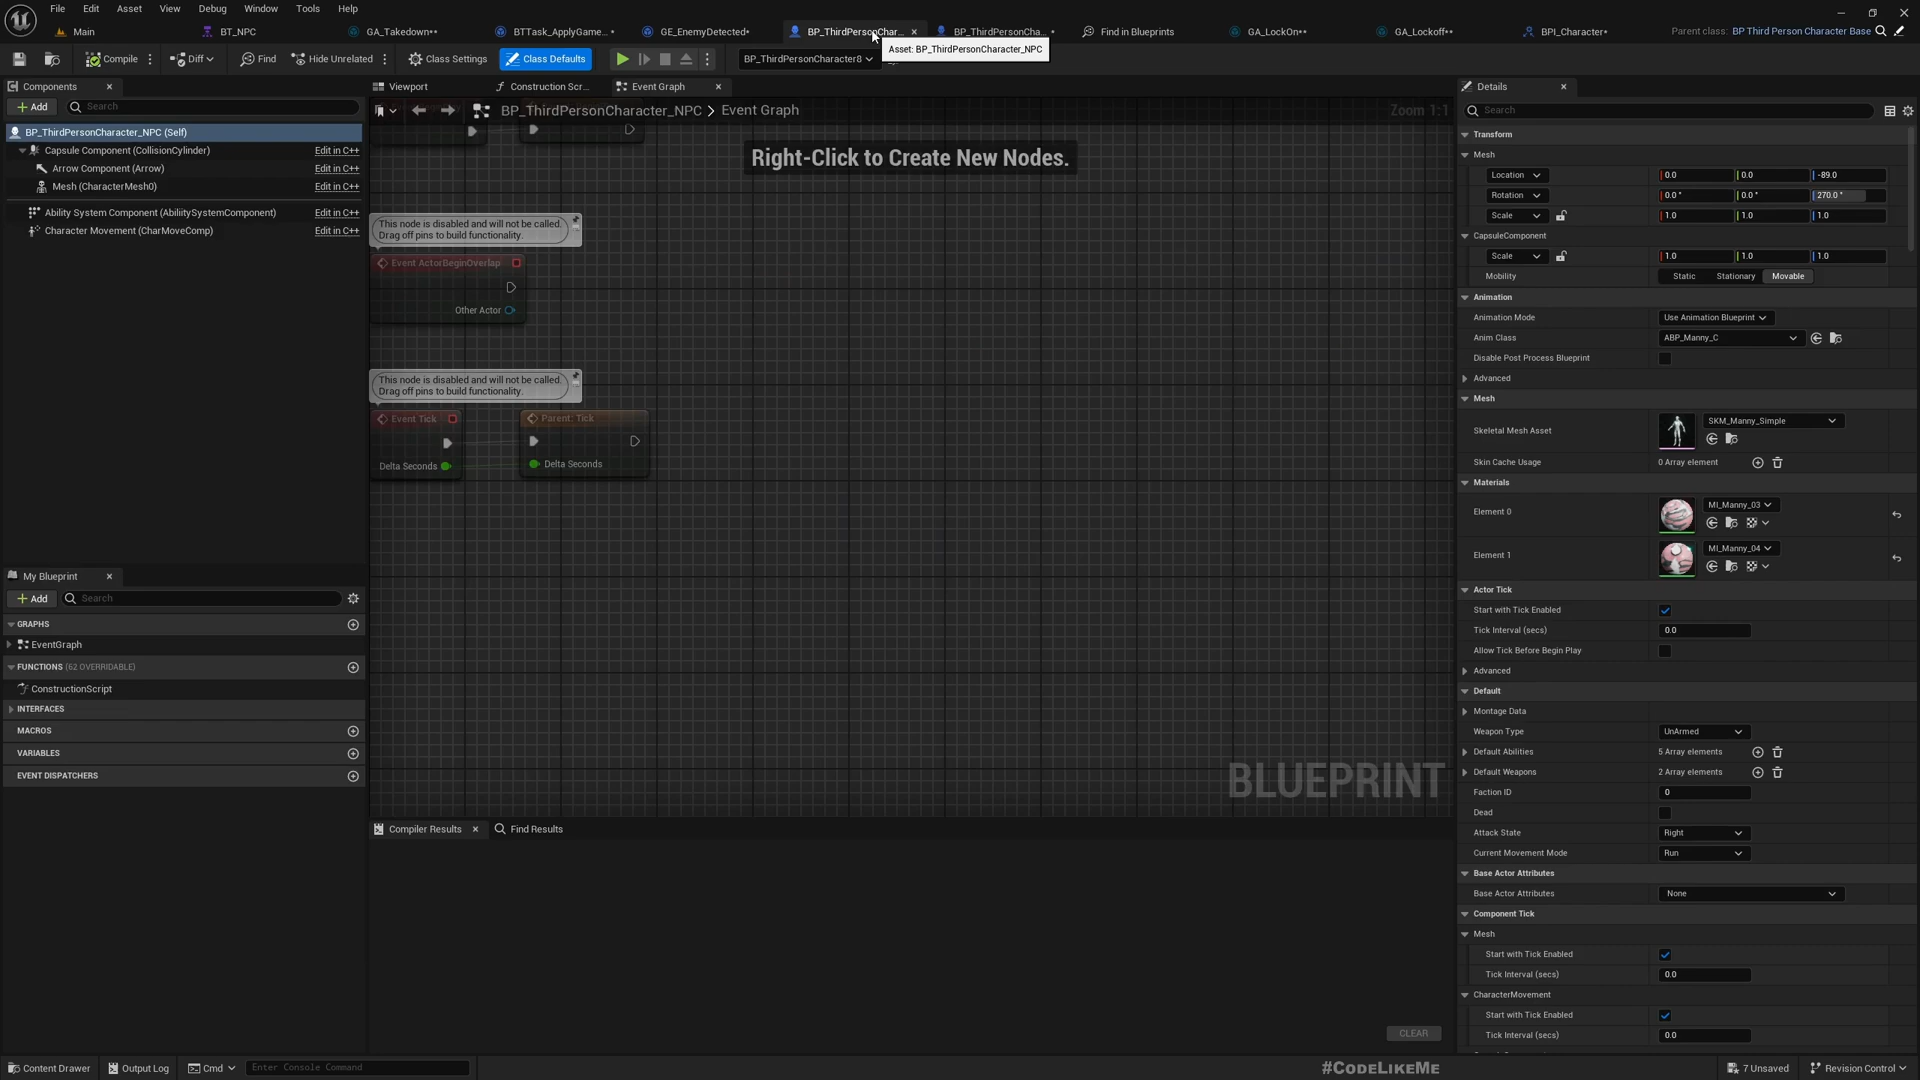 File Edit Asset View Debug Window Tools Help
Main BT_NPC GA_Takedown** BTTask_ApplyGame... • GE_EnemyDetected* BP_ThirdPersonChar... BP_ThirdPersonCha... • Find in Blueprints GA_LockOn** GA_Lockoff** BPI_Character* Parent class: BP Third Person Character Base
Asset: BP_ThirdPersonCharacter_NPC
Compile Diff Find Hide Unrelated Class Settings Class Defaults BP_ThirdPersonCharacter8
Components
Add Search
BP_ThirdPersonCharacter_NPC (Self)
Capsule Component (CollisionCylinder) Edit in C++
Arrow Component (Arrow) Edit in C++
Mesh (CharacterMesh0) Edit in C++
Ability System Component (AbilitySystemComponent) Edit in C++
Character Movement (CharMoveComp) Edit in C++
My Blueprint
Add Search
GRAPHS
EventGraph
FUNCTIONS (62 OVERRIDABLE)
ConstructionScript
INTERFACES
MACROS
VARIABLES
EVENT DISPATCHERS
Viewport Construction Scr... Event Graph
BP_ThirdPersonCharacter_NPC > Event Graph Zoom 1:1
Right-Click to Create New Nodes.
This node is disabled and will not be called.
Drag off pins to build functionality.
Event ActorBeginOverlap
Other Actor
This node is disabled and will not be called.
Drag off pins to build functionality.
Event Tick Parent: Tick
Delta Seconds Delta Seconds
BLUEPRINT
Compiler Results Find Results
CLEAR
Details
Search
Transform
Mesh
Location 0.0 0.0 -89.0
Rotation 0.0 ° 0.0 ° 270.0 °
Scale 1.0 1.0 1.0
CapsuleComponent
Scale 1.0 1.0 1.0
Mobility Static Stationary Movable
Animation
Animation Mode Use Animation Blueprint
Anim Class ABP_Manny_C
Disable Post Process Blueprint
Advanced
Mesh
Skeletal Mesh Asset SKM_Manny_Simple
Skin Cache Usage 0 Array element
Materials
Element 0 MI_Manny_03
Element 1 MI_Manny_04
Actor Tick
Start with Tick Enabled
Tick Interval (secs) 0.0
Allow Tick Before Begin Play
Advanced
Default
Montage Data
Weapon Type UnArmed
Default Abilities 5 Array elements
Default Weapons 2 Array elements
Faction ID 0
Dead
Attack State Right
Current Movement Mode Run
Base Actor Attributes
Base Actor Attributes None
Component Tick
Mesh
Start with Tick Enabled
Tick Interval (secs) 0.0
CharacterMovement
Start with Tick Enabled
Tick Interval (secs) 0.0
Content Drawer Output Log Cmd Enter Console Command #CODELIKEME 7 Unsaved Revision Control